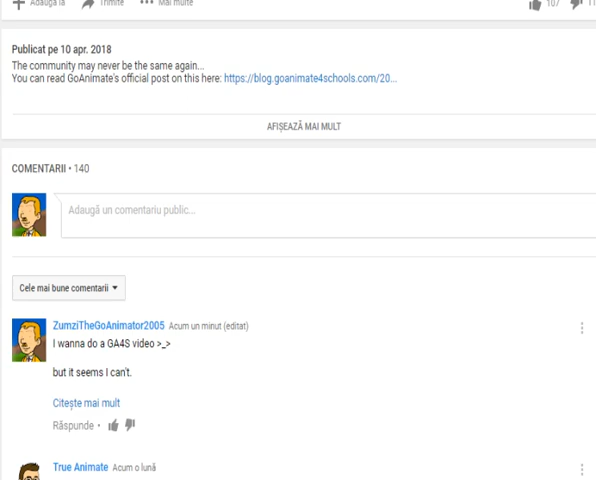 Adaugă la Trimite Mai multe 107 11
Publicat pe 10 apr. 2018
The community may never be the same again...
You can read GoAnimate's official post on this here: https://blog.goanimate4schools.com/20...
AFIȘEAZĂ MAI MULT
COMENTARII • 140
Adaugă un comentariu public...
Cele mai bune comentarii
ZumziTheGoAnimator2005 Acum un minut (editat)
I wanna do a GA4S video >_>
but it seems I can't.
Citește mai mult
Răspunde •
True Animate Acum o lună